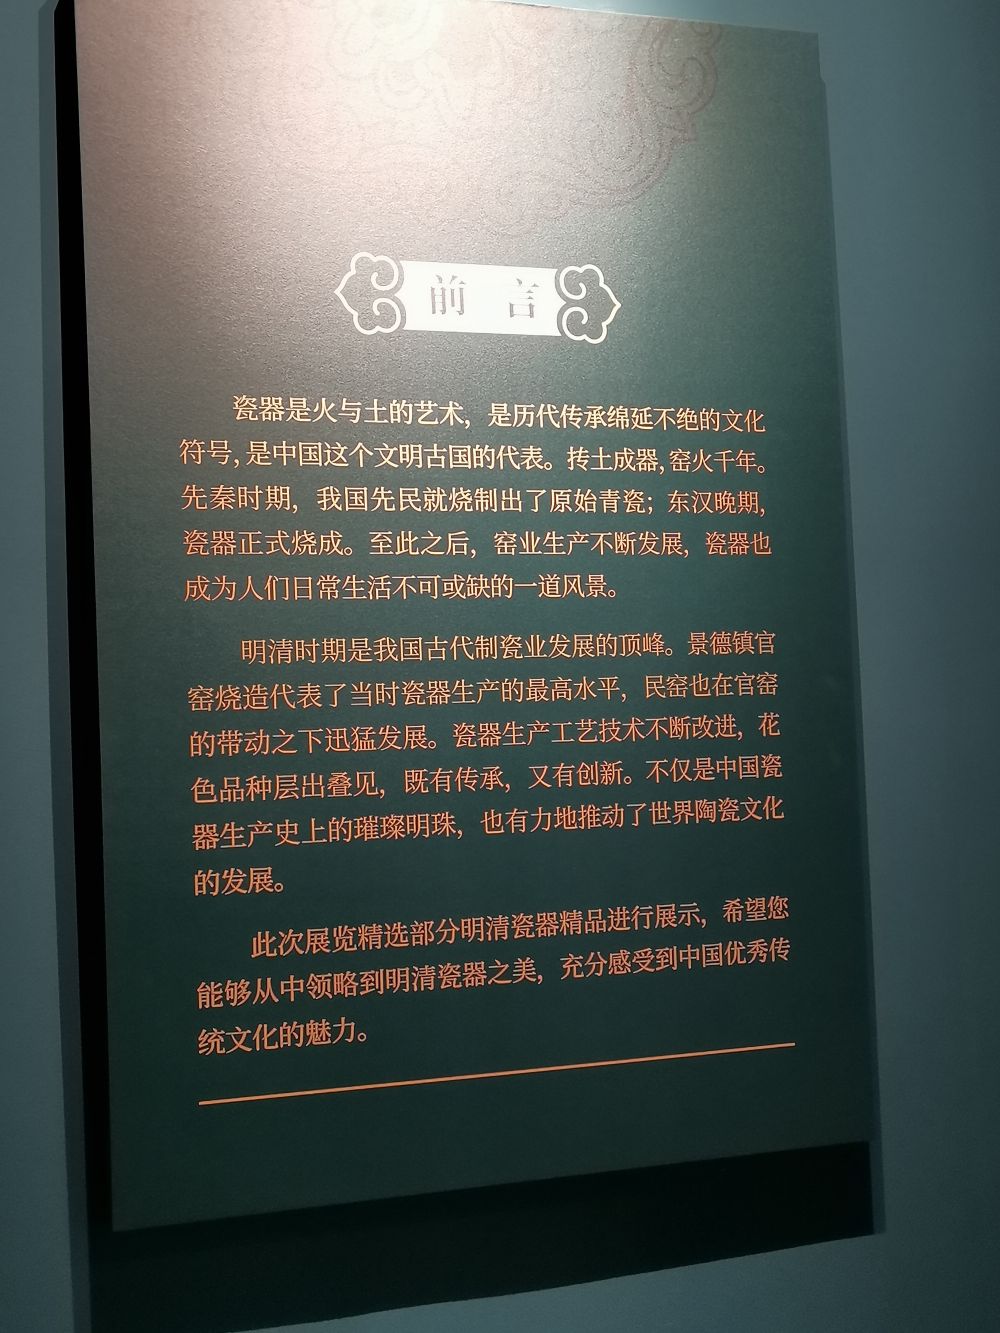 前言
瓷器是火与土的艺术，是历代传承绵延不绝的文化
符号，是中国这个文明古国的代表。抟土成器，窑火千年。
先秦时期，我国先民就烧制出了原始青瓷；东汉晚期，
瓷器正式烧成。至此之后，窑业生产不断发展，瓷器也
成为人们日常生活不可或缺的一道风景。
明清时期是我国古代制瓷业发展的顶峰。景德镇官
窑烧造代表了当时瓷器生产的最高水平，民窑也在官窑
的带动之下迅猛发展。瓷器生产工艺技术不断改进，花
色品种层出叠见，既有传承，又有创新。不仅是中国瓷
器生产史上的璀璨明珠，也有力地推动了世界陶瓷文化
的发展。
此次展览精选部分明清瓷器精品进行展示，希望您
能够从中领略到明清瓷器之美，充分感受到中国优秀传
统文化的魅力。